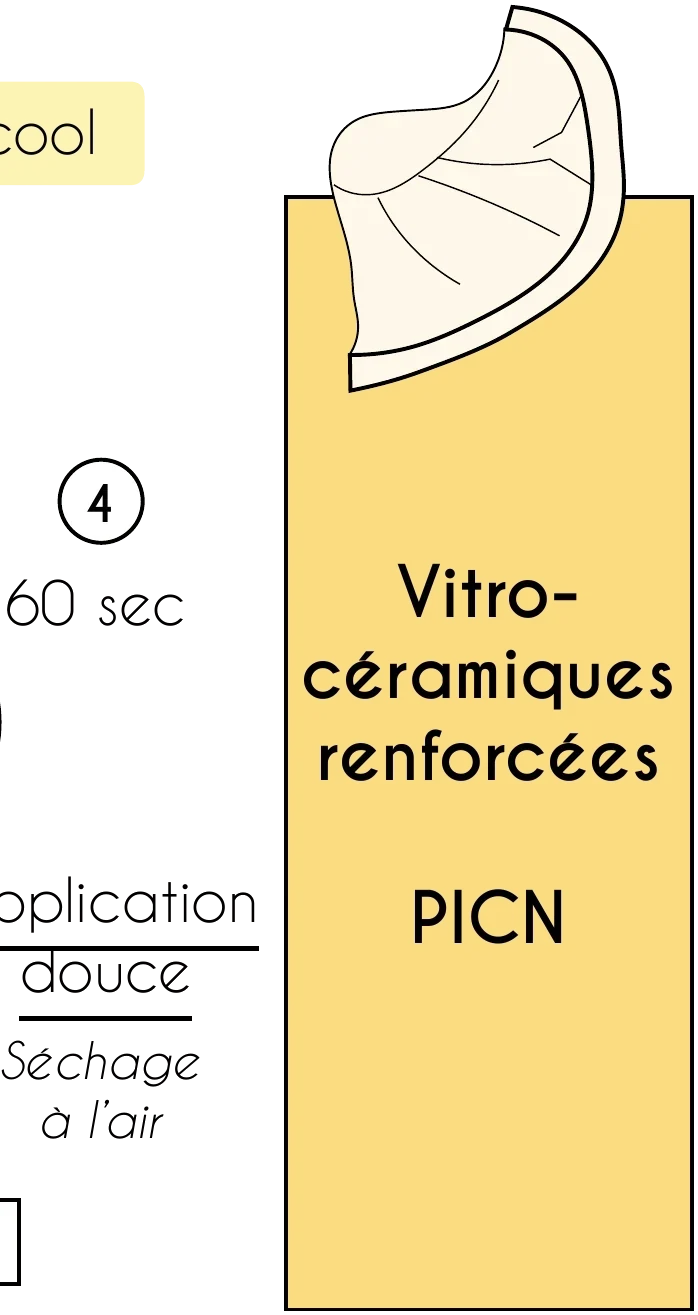 cool
4
60 sec
pplication
douce
Séchage
à l'air
Vitro-
céramiques
renforcées
PICN